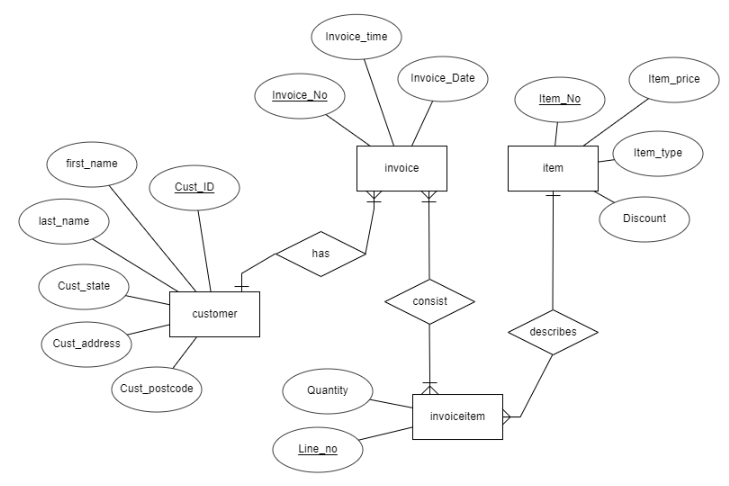 Invoice_time
Invoice_Date
Item_price
Invoice_No
Item_No
first_name
Cust_ID
invoice
item
Item_type
last_name
Discount
has
Cust_state
customer
consist
describes
Cust_address
Cust_postcode
Quantity
invoiceitem
Line_no